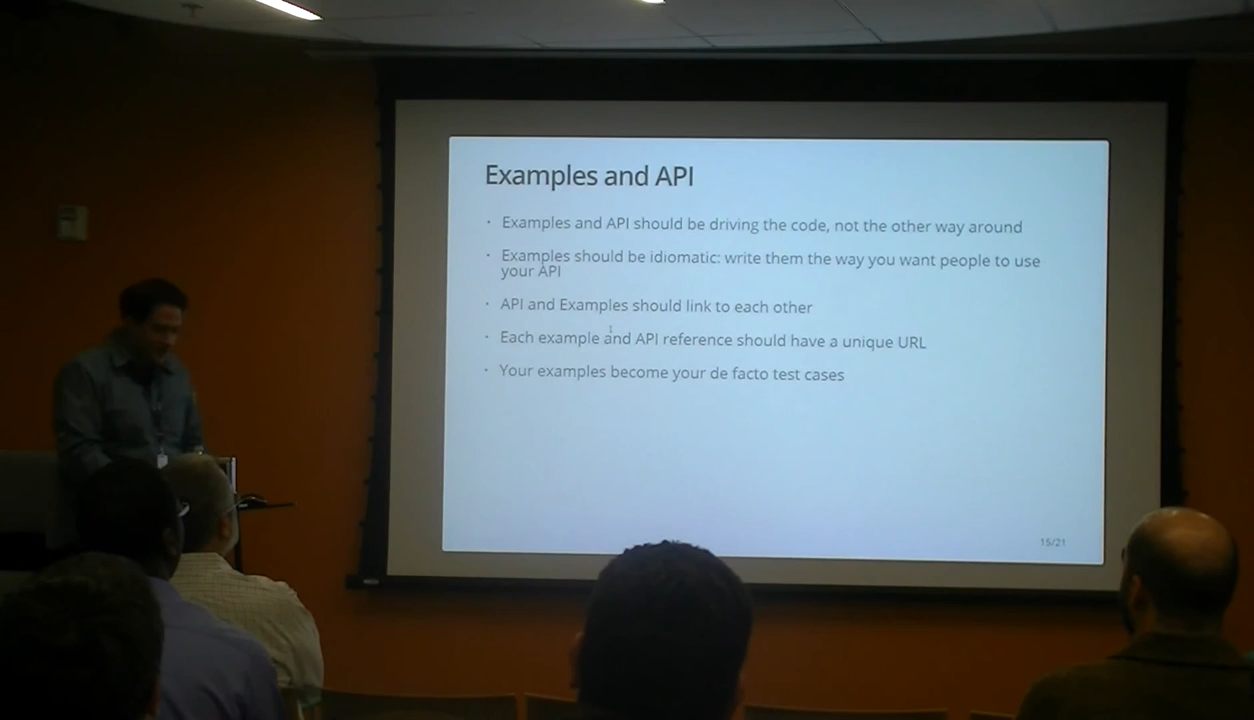 Examples and API
· Examples and API should be driving the code, not the other way around
· Examples should be idiomatic: write them the way you want people to use
your API
· API and Examples should link to each other
· Each example and API reference should have a unique URL
· Your examples become your de facto test cases
15/21